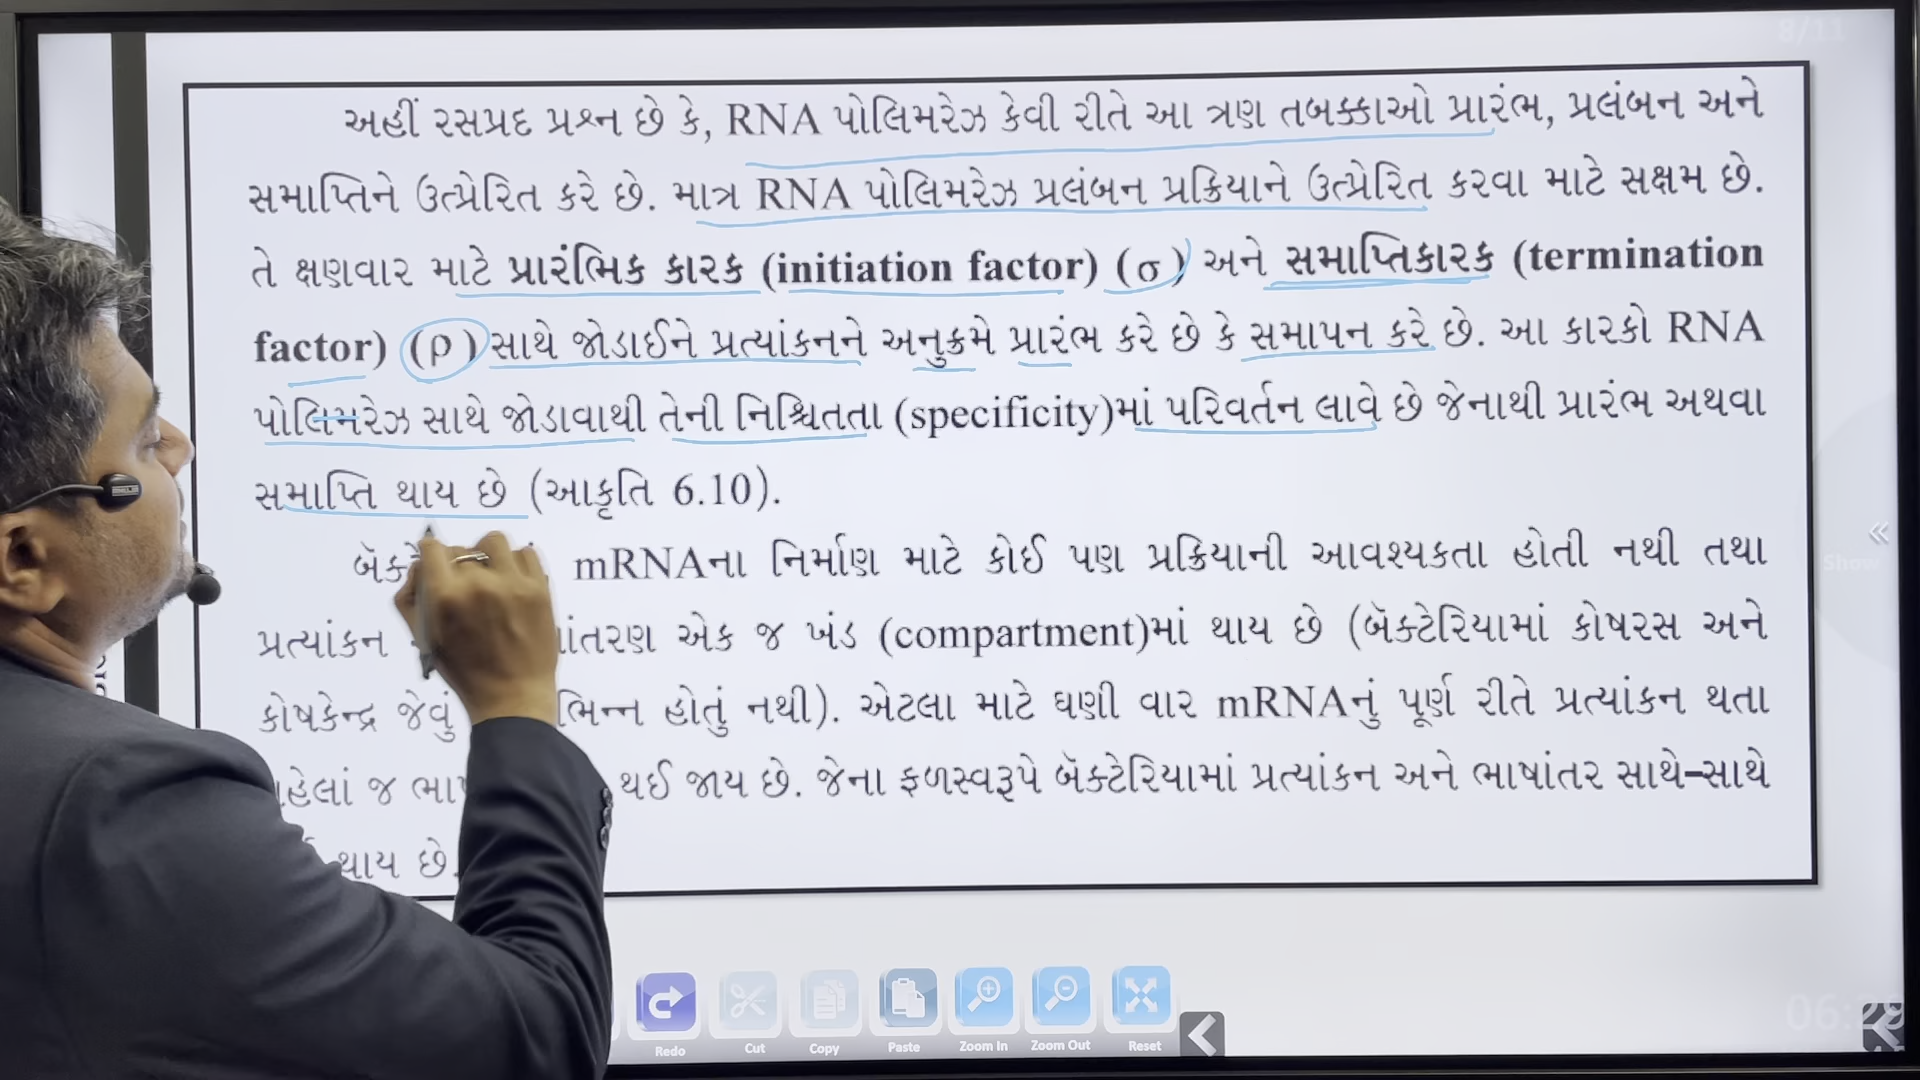 8/11
અહીં રસપ્રદ પ્રશ્ન છે કે, RNA પોલિમરેઝ કેવી રીતે આ ત્રણ તબક્કાઓ પ્રારંભ, પ્રલંબન અને
સમાપ્તિને ઉત્પ્રેરિત કરે છે. માત્ર RNA પોલિમરેઝ પ્રલંબન પ્રક્રિયાને ઉત્પ્રેરિત કરવા માટે સક્ષમ છે.
તે ક્ષણવાર માટે પ્રારંભિક કારક (initiation factor) (σ) અને સમાપ્તિકારક (termination
factor) (ρ) સાથે જોડાઈને પ્રત્યાંકનને અનુક્રમે પ્રારંભ કરે છે કે સમાપન કરે છે. આ કારકો RNA
પોલિમરેઝ સાથે જોડાવાથી તેની નિશ્ચિતતા (specificity)માં પરિવર્તન લાવે છે જેનાથી પ્રારંભ અથવા
સમાપ્તિ થાય છે (આકૃતિ 6.10).
mRNAના નિર્માણ માટે કોઈ પણ પ્રક્રિયાની આવશ્યકતા હોતી નથી તથા
પ્રત્યાંકન એક જ ખંડ (compartment)માં થાય છે (બૅક્ટેરિયામાં કોષરસ અને
કોષકેન્દ્ર જેવું ભિન્ન હોતું નથી). એટલા માટે ઘણી વાર mRNAનું પૂર્ણ રીતે પ્રત્યાંકન થતા
જ થઈ જાય છે. જેના ફળસ્વરૂપે બૅક્ટેરિયામાં પ્રત્યાંકન અને ભાષાંતર સાથે-સાથે
થાય છે.
Show
Redo Cut Copy Paste Zoom In Zoom Out Reset